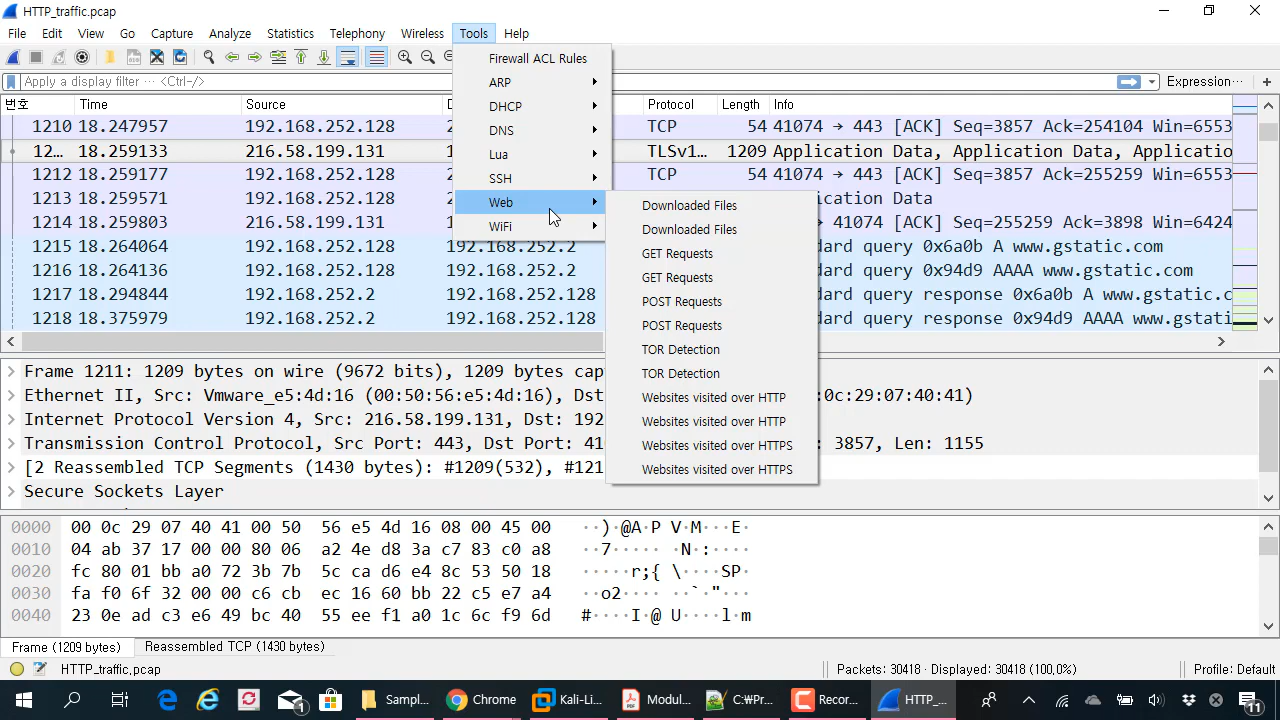 HTTP_traffic.pcap
File Edit View Go Capture Analyze Statistics Telephony Wireless Tools Help
Apply a display filter ··· <Ctrl-/> Expression···
번호 Time Source D Protocol Length Info
1210 18.247957 192.168.252.128 2 TCP 54 41074 → 443 [ACK] Seq=3857 Ack=254104 Win=6553
12… 18.259133 216.58.199.131 1 TLSv1… 1209 Application Data, Application Data, Application Data,
1212 18.259177 192.168.252.128 2 TCP 54 41074 → 443 [ACK] Seq=3857 Ack=255259 Win=6553
1213 18.259571 192.168.252.128 2 ation Data
1214 18.259803 216.58.199.131 1 41074 [ACK] Seq=255259 Ack=3898 Win=6424
1215 18.264064 192.168.252.128 192.168.252.2 dard query 0x6a0b A www.gstatic.com
1216 18.264136 192.168.252.128 192.168.252.2 dard query 0x94d9 AAAA www.gstatic.com
1217 18.294844 192.168.252.2 192.168.252.128 dard query response 0x6a0b A www.gstatic.c
1218 18.375979 192.168.252.2 192.168.252.128 dard query response 0x94d9 AAAA www.gstati
Firewall ACL Rules
ARP
DHCP
DNS
Lua
SSH
Web
WiFi
Downloaded Files
Downloaded Files
GET Requests
GET Requests
POST Requests
POST Requests
TOR Detection
TOR Detection
Websites visited over HTTP
Websites visited over HTTP
Websites visited over HTTPS
Websites visited over HTTPS
Frame 1211: 1209 bytes on wire (9672 bits), 1209 bytes cap
Ethernet II, Src: Vmware_e5:4d:16 (00:50:56:e5:4d:16), Dst :0c:29:07:40:41)
Internet Protocol Version 4, Src: 216.58.199.131, Dst: 192
Transmission Control Protocol, Src Port: 443, Dst Port: 41 : 3857, Len: 1155
[2 Reassembled TCP Segments (1430 bytes): #1209(532), #121
Secure Sockets Layer
0000 00 0c 29 07 40 41 00 50 56 e5 4d 16 08 00 45 00 ··)·@A·P V·M···E·
0010 04 ab 37 17 00 00 80 06 a2 4e d8 3a c7 83 c0 a8 ··7····· ·N·:····
0020 fc 80 01 bb a0 72 3b 7b 5c ca d6 e4 8c 53 50 18 ·····r;{ \····SP·
0030 fa f0 6f 32 00 00 c6 cb ec 16 60 bb 22 c5 e7 a4 ··o2···· ··`·"···
0040 23 0e ad c3 e6 49 bc 40 55 ee f1 a0 1c 6c f9 6d #····I·@ U····l·m
Frame (1209 bytes) Reassembled TCP (1430 bytes)
HTTP_traffic.pcap Packets: 30418 · Displayed: 30418 (100,0%) Profile: Default
1 Sampl… Chrome Kali-Li… Modul… C:₩Pr… Recor… HTTP_… 11